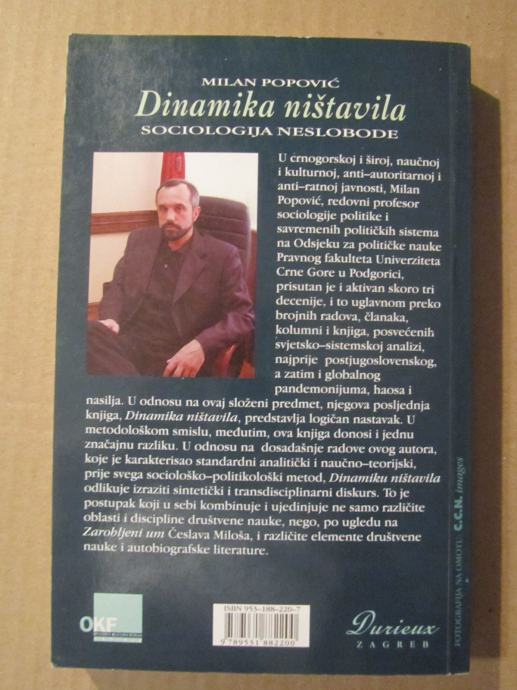 MILAN POPOVIĆ
Dinamika ništavila
SOCIOLOGIJA NESLOBODE
U crnogorskoj i široj, naučnoj
i kulturnoj, anti–autoritarnoj i
anti–ratnoj javnosti, Milan
Popović, redovni profesor
sociologije politike i
savremenih političkih sistema
na Odsjeku za političke nauke
Pravnog fakulteta Univerziteta
Crne Gore u Podgorici,
prisutan je i aktivan skoro tri
decenije, i to uglavnom preko
brojnih radova, članaka,
kolumni i knjiga, posvećenih
svjetsko–sistemskoj analizi,
najprije postjugoslovenskog,
a zatim i globalnog
pandemonijuma, haosa i
nasilja. U odnosu na ovaj složeni predmet, njegova posljednja
knjiga, Dinamika ništavila, predstavlja logičan nastavak. U
metodološkom smislu, međutim, ova knjiga donosi i jednu
značajnu razliku. U odnosu na dosadašnje radove ovog autora,
koje je karakterisao standardni analitički i naučno–teorijski,
prije svega sociološko–politikološki metod, Dinamiku ništavila
odlikuje izraziti sintetički i transdisciplinarni diskurs. To je
postupak koji u sebi kombinuje i ujedinjuje ne samo različite
oblasti i discipline društvene nauke, nego, po ugledu na
Zarobljeni um Česlava Miloša, i različite elemente društvene
nauke i autobiografske literature.
FOTOGRAFIJA NA OMOTU: C.C.N. images
OKF
ISBN 953-188-220-7
9789531882200
Durieux
ZAGREB